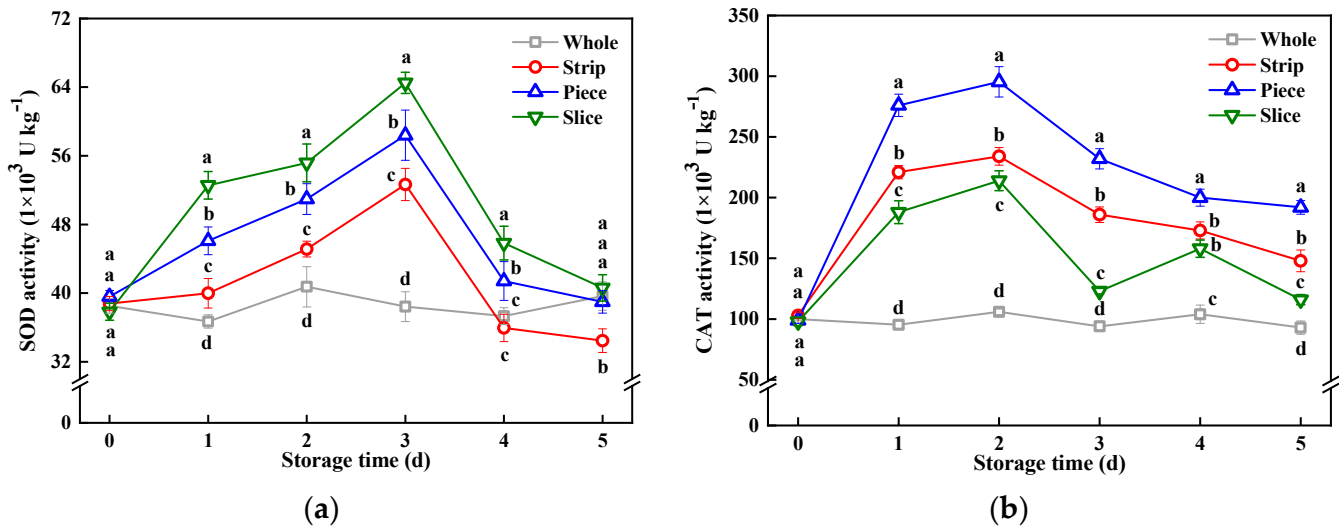 72
64
56
48
40
32
0
SOD activity (1×10³ U kg⁻¹)
Whole
Strip
Piece
Slice
a
a
a
a
a
b
c
d
a
b
c
d
a
b
c
d
a
b
c
c
a
a
a
b
0 1 2 3 4 5
Storage time (d)
(a)
350
300
250
200
150
100
50
0
CAT activity (1×10³ U kg⁻¹)
Whole
Strip
Piece
Slice
a
a
a
a
a
b
c
d
a
b
c
d
a
b
c
d
a
b
b
c
a
b
c
d
0 1 2 3 4 5
Storage time (d)
(b)